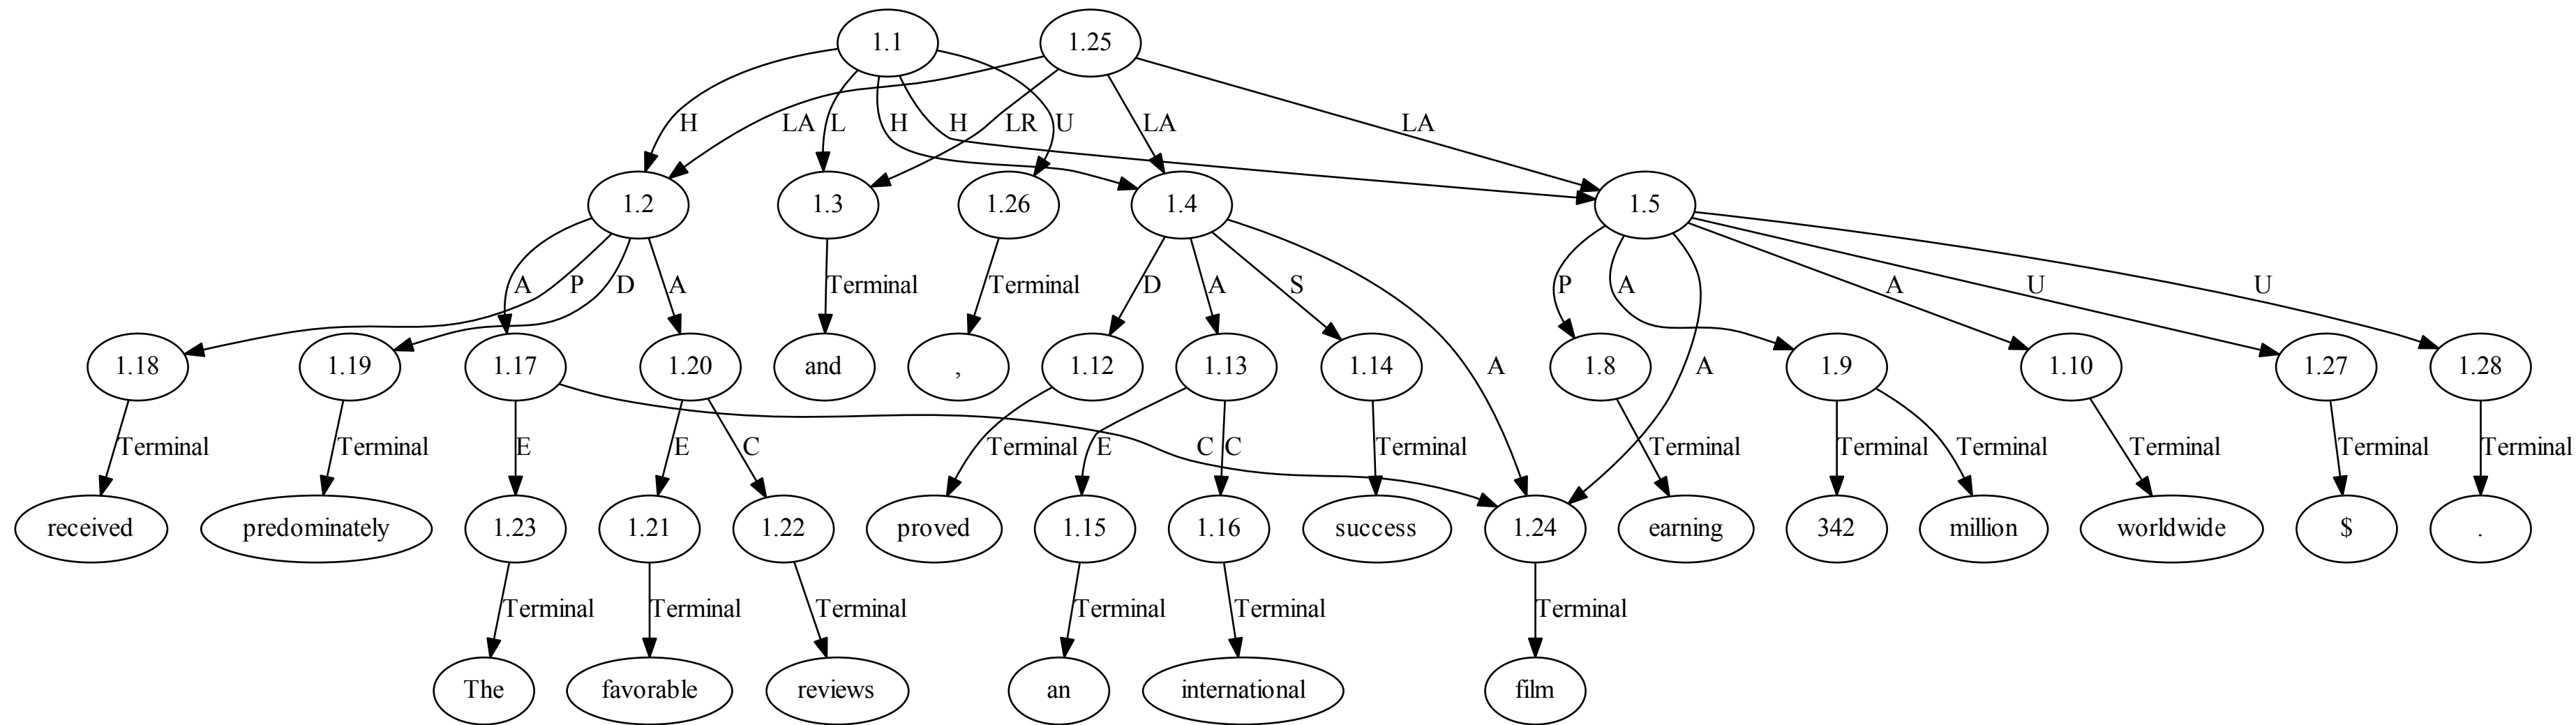 1.1 1.25
H LA L H H LR U LA LA
1.2 1.3 1.26 1.4 1.5
A P D A Terminal Terminal D A S A P A A A U U
1.18 1.19 1.17 1.20 and , 1.12 1.13 1.14 1.8 1.9 1.10 1.27 1.28
Terminal Terminal E E C Terminal E C C Terminal Terminal Terminal Terminal Terminal Terminal Terminal
received predominately 1.23 1.21 1.22 proved 1.15 1.16 success 1.24 earning 342 million worldwide $ .
Terminal Terminal Terminal Terminal Terminal Terminal
The favorable reviews an international film